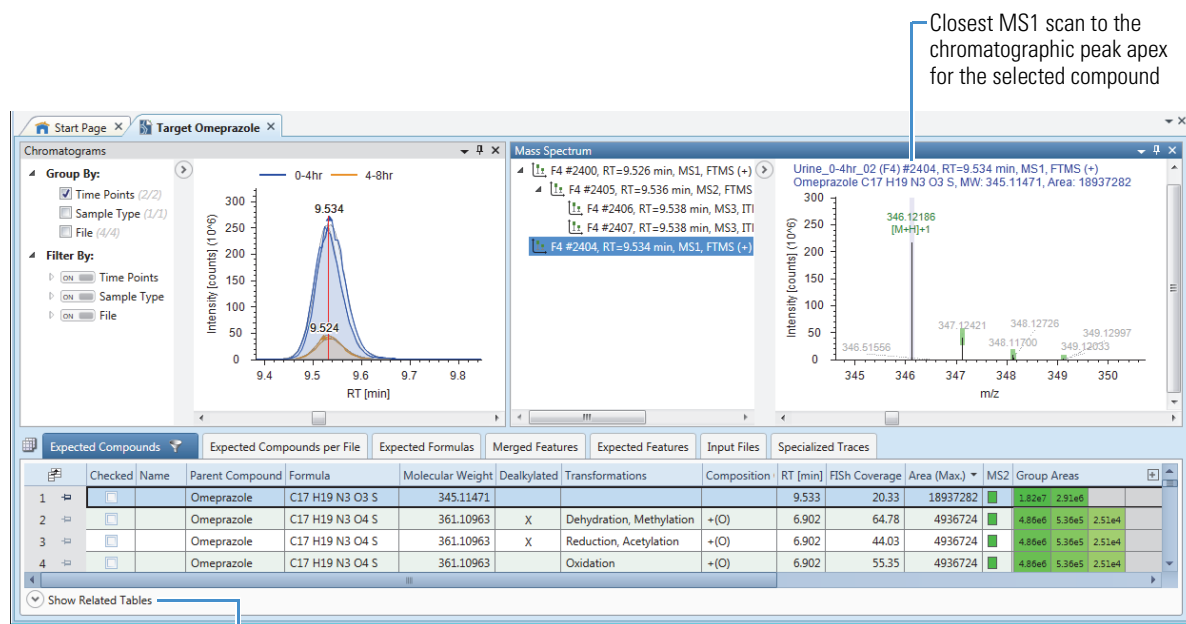 Closest MS1 scan to the
chromatographic peak apex
for the selected compound
Start Page
Target Omeprazole
Chromatograms
Group By:
Time Points (2/2)
Sample Type (1/1)
File (4/4)
Filter By:
ON Time Points
ON Sample Type
ON File
0-4hr 4-8hr
Intensity [counts] (10^6)
300
250
200
150
100
50
0
9.534
9.524
9.4 9.5 9.6 9.7 9.8
RT [min]
Mass Spectrum
F4 #2400, RT=9.526 min, MS1, FTMS (+)
F4 #2405, RT=9.536 min, MS2, FTMS
F4 #2406, RT=9.538 min, MS3, ITI
F4 #2407, RT=9.538 min, MS3, ITI
F4 #2404, RT=9.534 min, MS1, FTMS (+)
Urine_0-4hr_02 (F4) #2404, RT=9.534 min, MS1, FTMS (+)
Omeprazole C17 H19 N3 O3 S, MW: 345.11471, Area: 18937282
Intensity [counts] (10^6)
300
250
200
150
100
50
0
346.12186
[M+H]+1
346.51556
347.12421
348.11700
348.12726
349.12033
349.12997
345 346 347 348 349 350
m/z
Expected Compounds Expected Compounds per File Expected Formulas Merged Features Expected Features Input Files Specialized Traces
Checked Name Parent Compound Formula Molecular Weight Dealkylated Transformations Composition RT [min] FISh Coverage Area (Max.) MS2 Group Areas
1 Omeprazole C17 H19 N3 O3 S 345.11471 9.533 20.33 18937282 1.82e7 2.91e6
2 Omeprazole C17 H19 N3 O4 S 361.10963 X Dehydration, Methylation +(O) 6.902 64.78 4936724 4.86e6 5.36e5 2.51e4
3 Omeprazole C17 H19 N3 O4 S 361.10963 X Reduction, Acetylation +(O) 6.902 44.03 4936724 4.86e6 5.36e5 2.51e4
4 Omeprazole C17 H19 N3 O4 S 361.10963 Oxidation +(O) 6.902 55.35 4936724 4.86e6 5.36e5 2.51e4
Show Related Tables